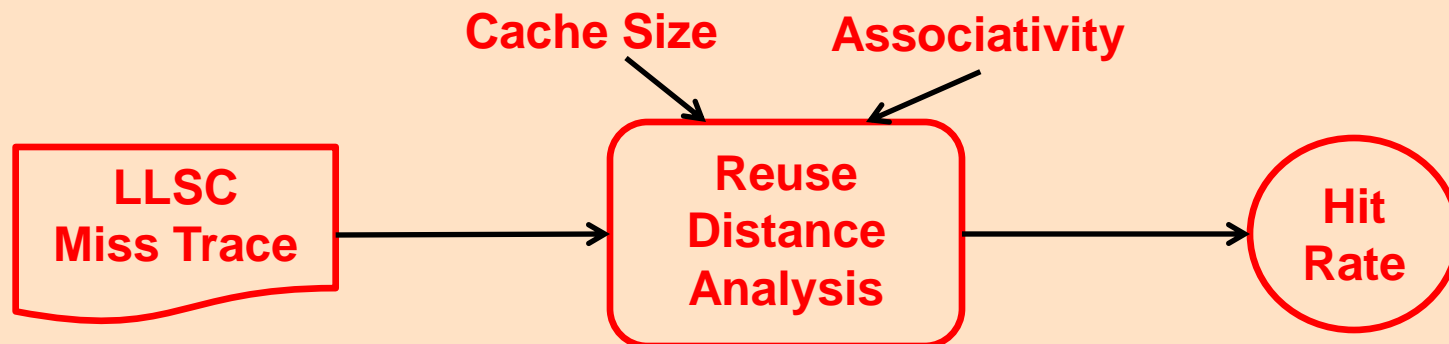 Cache Size
Associativity
LLSC
Miss Trace
Reuse
Distance
Analysis
Hit
Rate